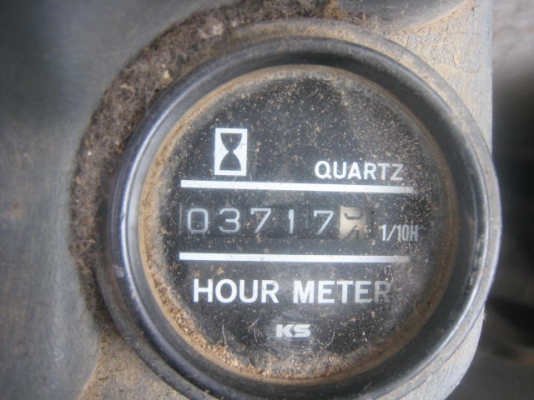 QUARTZ
03717 1/10H
HOUR METER
KS